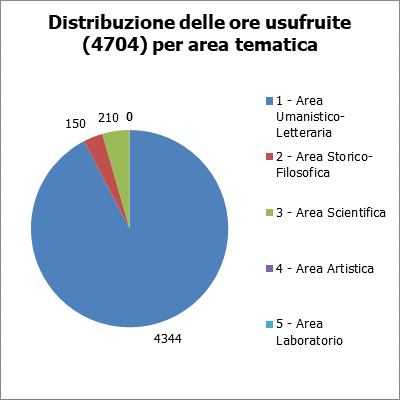 Distribuzione delle ore usufruite
(4704) per area tematica
150
210
0
4344
1 - Area
Umanistico-
Letteraria
2 - Area Storico-
Filosofica
3 - Area Scientifica
4 - Area Artistica
5 - Area
Laboratorio